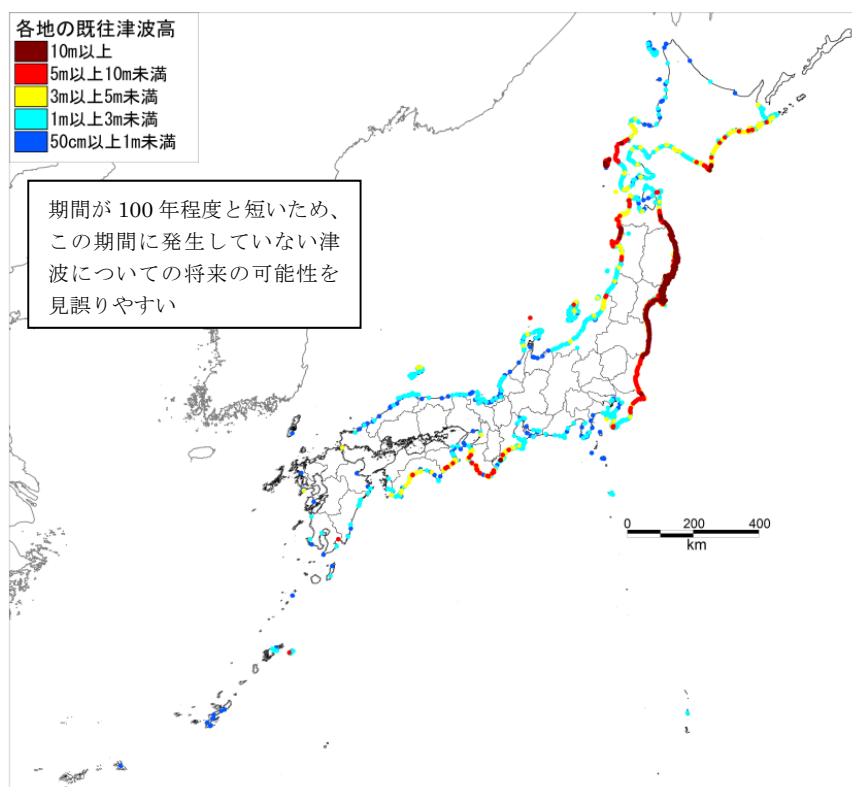 各地の既往津波高
10m以上
5m以上10m未満
3m以上5m未満
1m以上3m未満
50cm以上1m未満
期間が 100 年程度と短いため、
この期間に発生していない津
波についての将来の可能性を
見誤りやすい
0 200 400
km